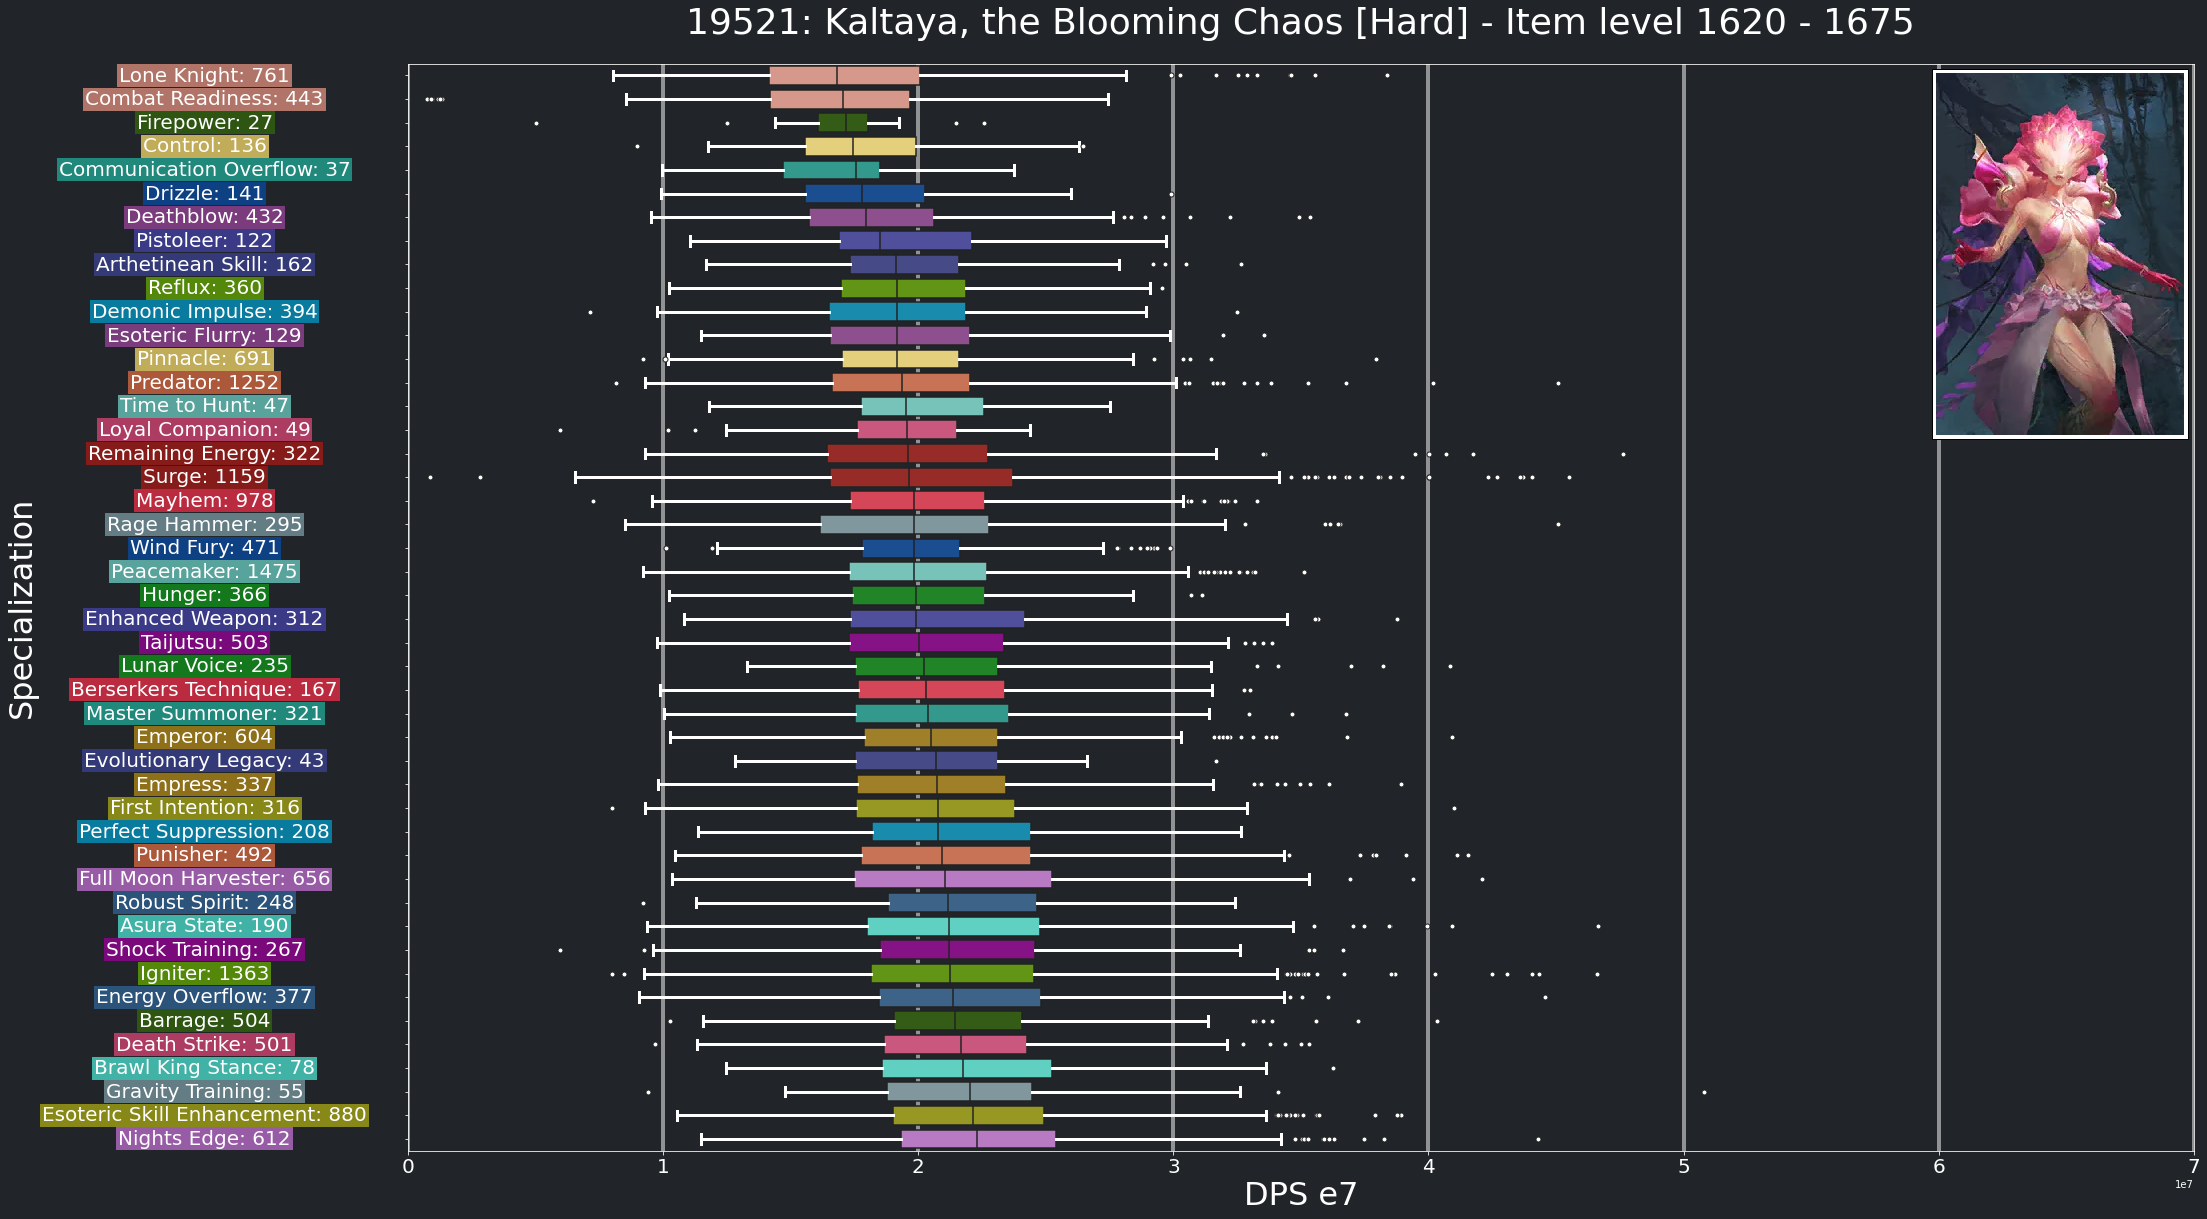 19521: Kaltaya, the Blooming Chaos [Hard] - Item level 1620 - 1675
Specialization
Lone Knight: 761
Combat Readiness: 443
Firepower: 27
Control: 136
Communication Overflow: 37
Drizzle: 141
Deathblow: 432
Pistoleer: 122
Arthetinean Skill: 162
Reflux: 360
Demonic Impulse: 394
Esoteric Flurry: 129
Pinnacle: 691
Predator: 1252
Time to Hunt: 47
Loyal Companion: 49
Remaining Energy: 322
Surge: 1159
Mayhem: 978
Rage Hammer: 295
Wind Fury: 471
Peacemaker: 1475
Hunger: 366
Enhanced Weapon: 312
Taijutsu: 503
Lunar Voice: 235
Berserkers Technique: 167
Master Summoner: 321
Emperor: 604
Evolutionary Legacy: 43
Empress: 337
First Intention: 316
Perfect Suppression: 208
Punisher: 492
Full Moon Harvester: 656
Robust Spirit: 248
Asura State: 190
Shock Training: 267
Igniter: 1363
Energy Overflow: 377
Barrage: 504
Death Strike: 501
Brawl King Stance: 78
Gravity Training: 55
Esoteric Skill Enhancement: 880
Nights Edge: 612
0 1 2 3 4 5 6 7
1e7
DPS e7